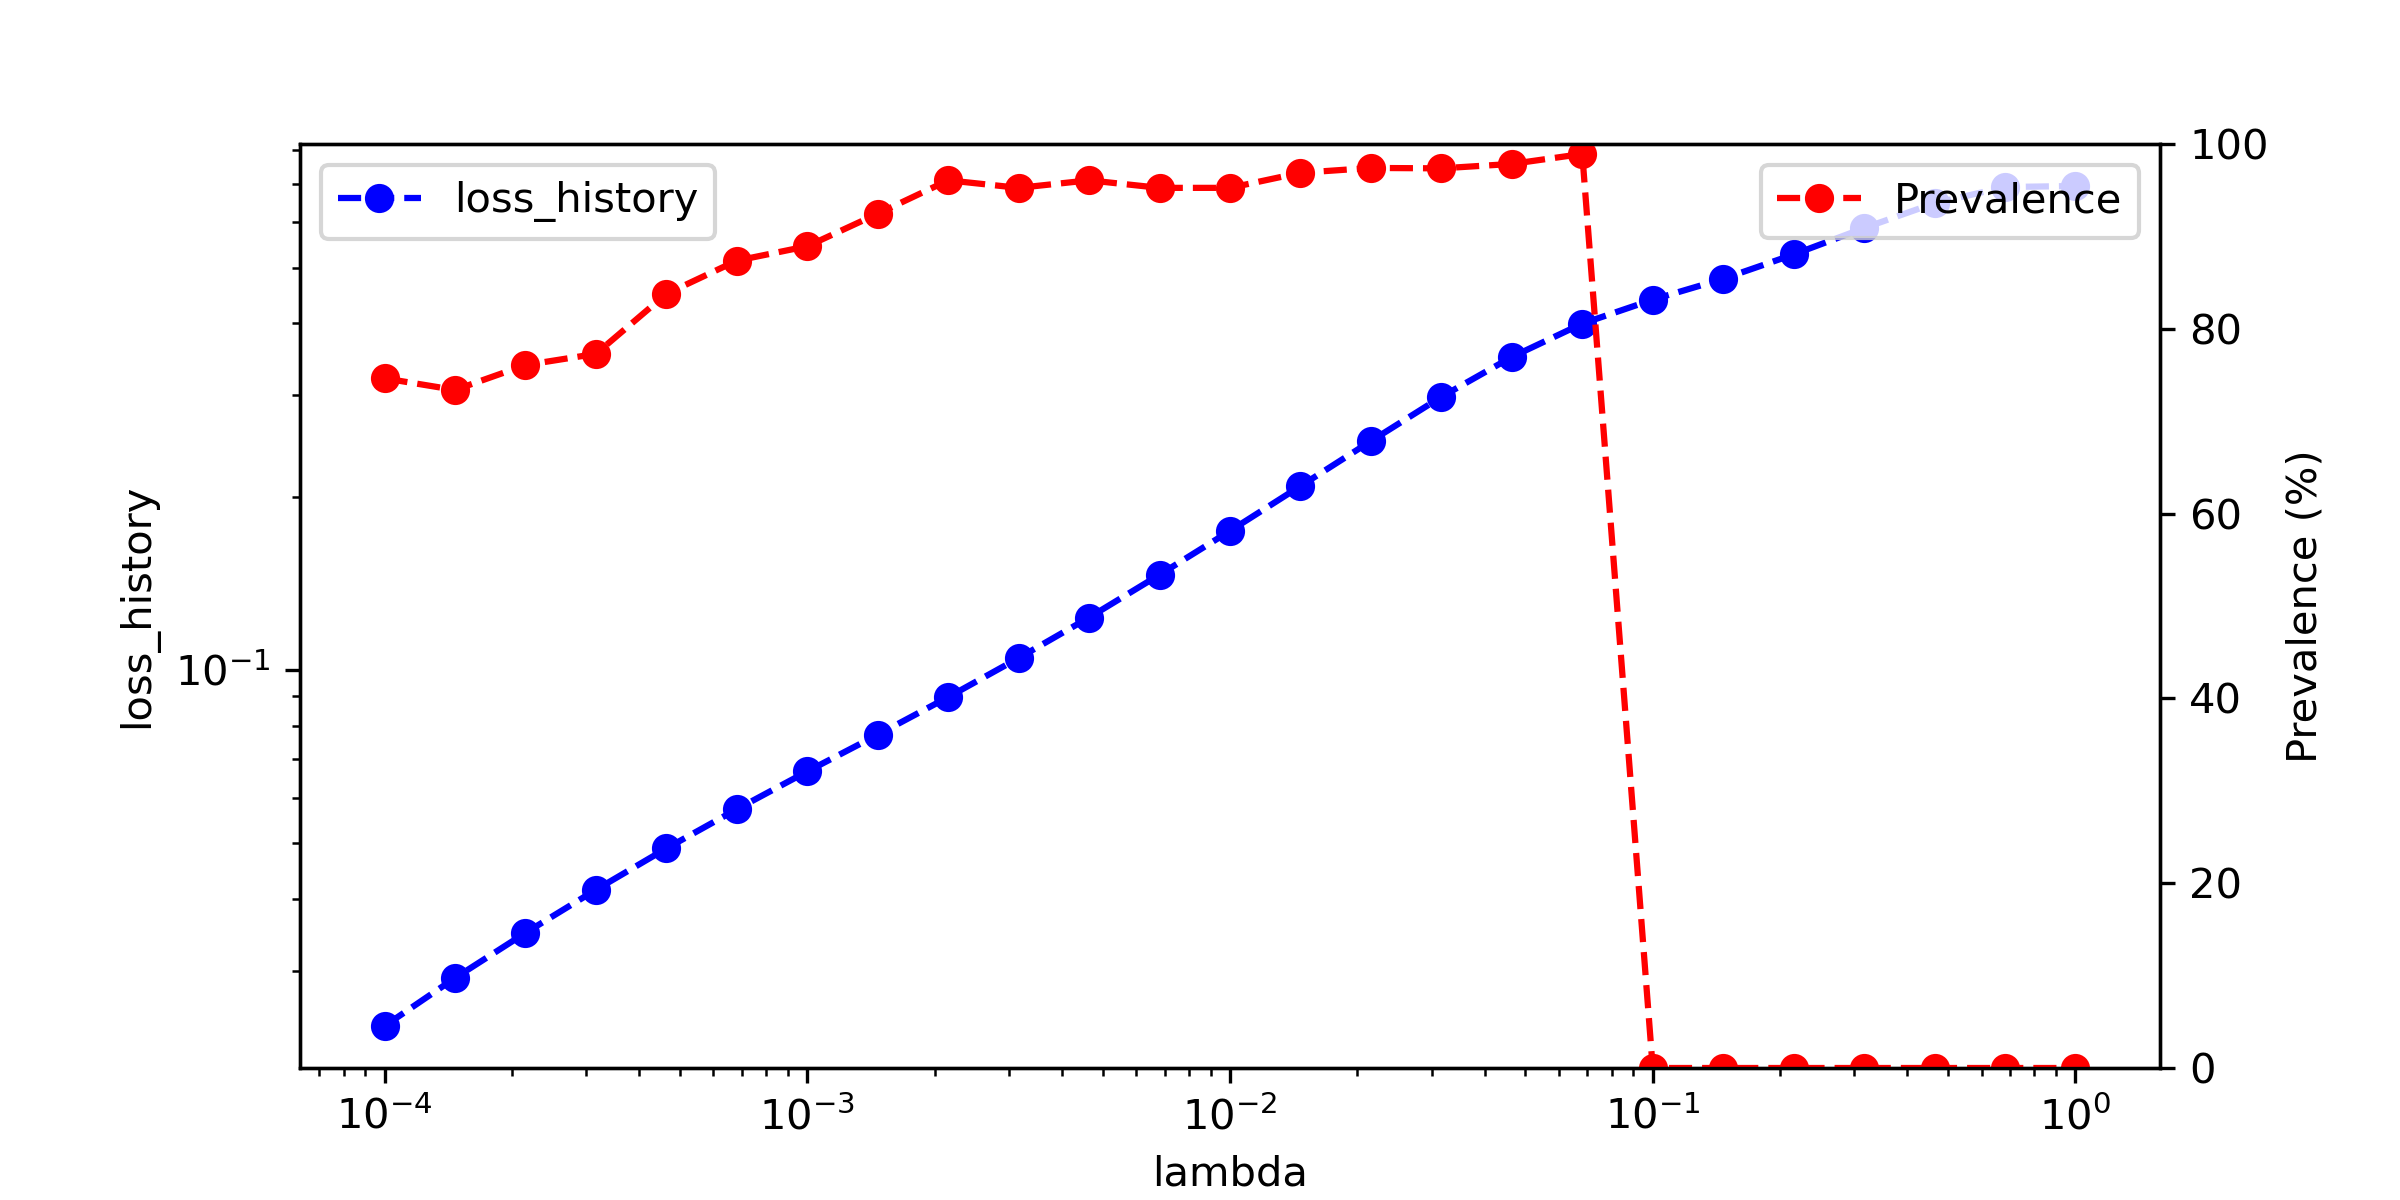 loss_history
Prevalence
loss_history
10⁻¹
100
80
60
40
20
0
Prevalence (%)
10⁻⁴ 10⁻³ 10⁻² 10⁻¹ 10⁰
lambda